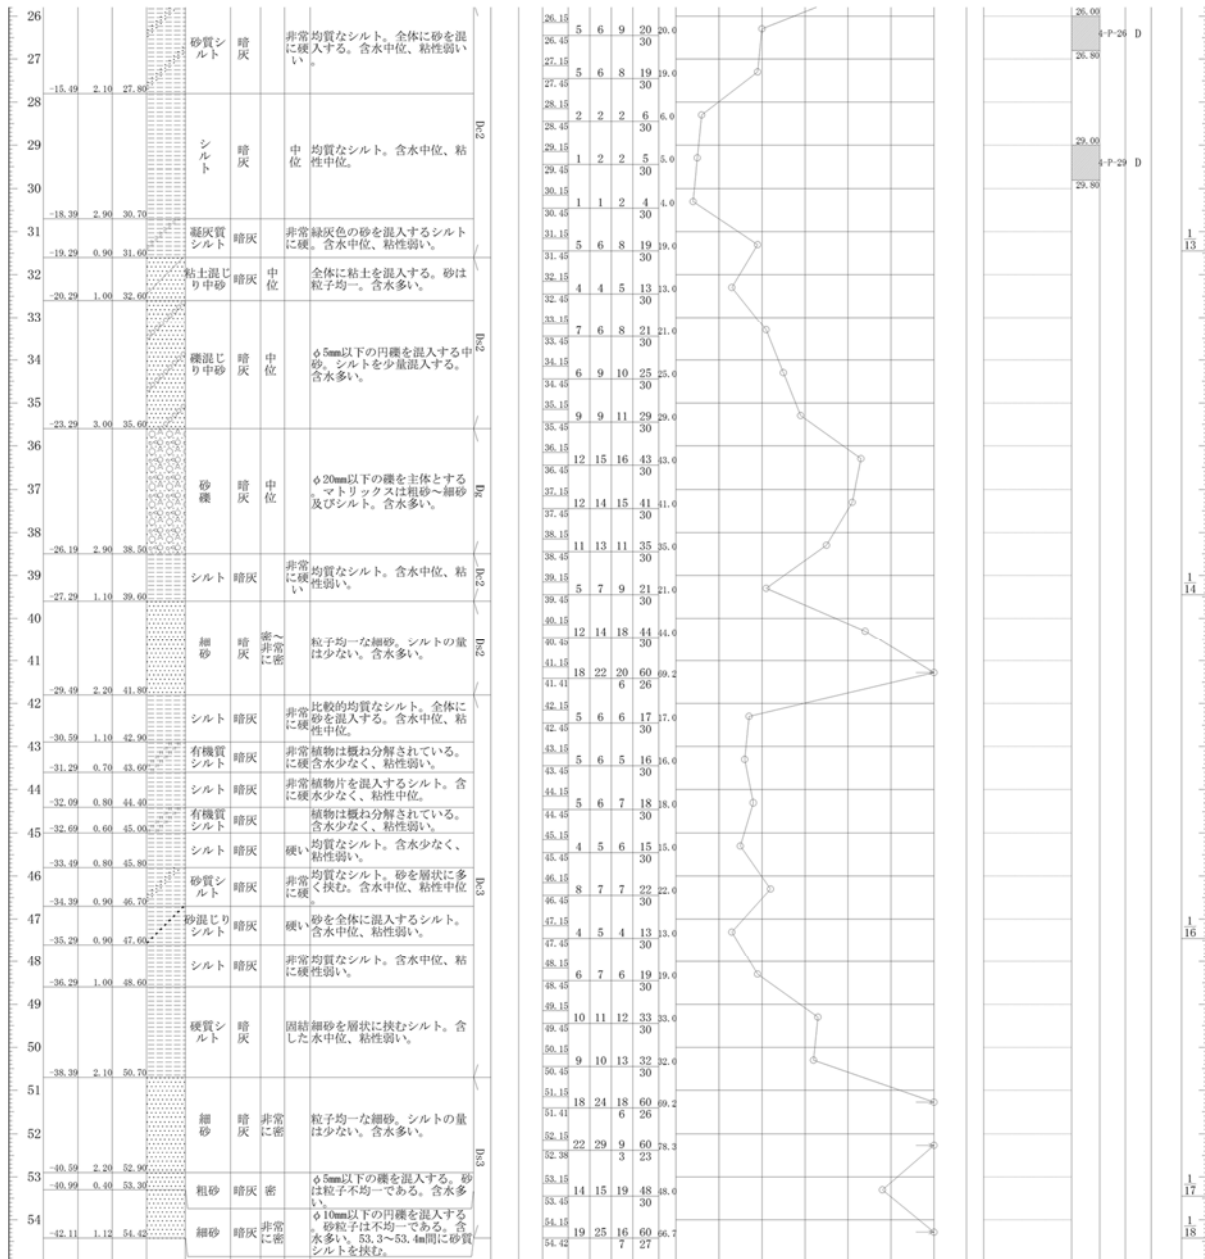 26
27
-15.49 2.10 27.80
砂質シ
ルト
暗
灰
非常
に硬
い
均質なシルト。全体に砂を混
入する。含水中位、粘性弱い
。
28
29
30
-18.39 2.90 30.70
シ
ル
ト
暗
灰
中
位
均質なシルト。含水中位、粘
性中位。
Dc2
31
-19.29 0.90 31.60
凝灰質
シルト
暗灰
非常
に硬
緑灰色の砂を混入するシルト
。含水中位、粘性弱い。
32
-20.29 1.00 32.60
粘土混じ
り中砂
暗灰
中
位
全体に粘土を混入する。砂は
粒子均一。含水多い。
33
34
35
-23.29 3.00 35.60
礫混じ
り中砂
暗
灰
中
位
φ5mm以下の円礫を混入する中
砂。シルトを少量混入する。
含水多い。
Ds2
36
37
38
-26.19 2.90 38.50
砂
礫
暗
灰
中
位
φ20mm以下の礫を主体とする
。マトリックスは粗砂～細砂
及びシルト。含水多い。
Dg
39
-27.29 1.10 39.60
シルト
暗灰
非常
に硬
い
均質なシルト。含水中位、粘
性弱い。
Dc2
40
41
-29.49 2.20 41.80
細
砂
暗
灰
密～
非常
に密
粒子均一な細砂。シルトの量
は少ない。含水多い。
Ds2
42
-30.59 1.10 42.90
シルト
暗灰
非常
に硬
比較的均質なシルト。全体に
砂を混入する。含水中位、粘
性中位。
43
-31.29 0.70 43.60
有機質
シルト
暗灰
非常
に硬
植物は概ね分解されている。
含水少なく、粘性弱い。
44
-32.09 0.80 44.40
シルト
暗灰
非常
に硬
植物片を混入するシルト。含
水少なく、粘性中位。
45
-32.69 0.60 45.00
有機質
シルト
暗灰
植物は概ね分解されている。
含水少なく、粘性弱い。
-33.49 0.80 45.80
シルト
暗灰
硬い
均質なシルト。含水少なく、
粘性弱い。
46
-34.39 0.90 46.70
砂質シ
ルト
暗灰
非常
に硬
均質なシルト。砂を層状に多
く挟む。含水中位、粘性中位
。
Dc3
47
-35.29 0.90 47.60
砂混じり
シルト
暗灰
硬い
砂を全体に混入するシルト。
含水中位、粘性弱い。
48
-36.29 1.00 48.60
シルト
暗灰
非常
に硬
均質なシルト。含水中位、粘
性弱い。
49
50
-38.39 2.10 50.70
硬質シ
ルト
暗
灰
固結
した
細砂を層状に挟むシルト。含
水中位、粘性弱い。
51
52
-40.59 2.20 52.90
細
砂
暗
灰
非常
に密
粒子均一な細砂。シルトの量
は少ない。含水多い。
Ds3
53
-40.99 0.40 53.30
粗砂
暗灰
密
φ5mm以下の礫を混入する。砂
は粒子不均一である。含水多
い。
54
-42.11 1.12 54.42
細砂
暗灰
非常
に密
φ10mm以下の円礫を混入する
。砂粒子は不均一である。含
水多い。53.3～53.4m間に砂質
シルトを挟む。
26.15
26.45
5 6 9 20 20.0
30
27.15
27.45
5 6 8 19 19.0
30
28.15
28.45
2 2 2 6 6.0
30
29.15
29.45
1 2 2 5 5.0
30
30.15
30.45
1 1 2 4 4.0
30
31.15
31.45
5 6 8 19 19.0
30
32.15
32.45
4 4 5 13 13.0
30
33.15
33.45
7 6 8 21 21.0
30
34.15
34.45
6 9 10 25 25.0
30
35.15
35.45
9 9 11 29 29.0
30
36.15
36.45
12 15 16 43 43.0
30
37.15
37.45
12 14 15 41 41.0
30
38.15
38.45
11 13 11 35 35.0
30
39.15
39.45
5 7 9 21 21.0
30
40.15
40.45
12 14 18 44 44.0
30
41.15
41.41
18 22 20 60 69.2
6 26
42.15
42.45
5 6 6 17 17.0
30
43.15
43.45
5 6 5 16 16.0
30
44.15
44.45
5 6 7 18 18.0
30
45.15
45.45
4 5 6 15 15.0
30
46.15
46.45
8 7 7 22 22.0
30
47.15
47.45
4 5 4 13 13.0
30
48.15
48.45
6 7 6 19 19.0
30
49.15
49.45
10 11 12 33 33.0
30
50.15
50.45
9 10 13 32 32.0
30
51.15
51.41
18 24 18 60 69.2
6 26
52.15
52.38
22 29 9 60 78.3
3 23
53.15
53.45
14 15 19 48 48.0
30
54.15
54.42
19 25 16 60 66.7
7 27
26.00
4-P-26 D
26.80
29.00
4-P-29 D
29.80
1
13
1
14
1
16
1
17
1
18